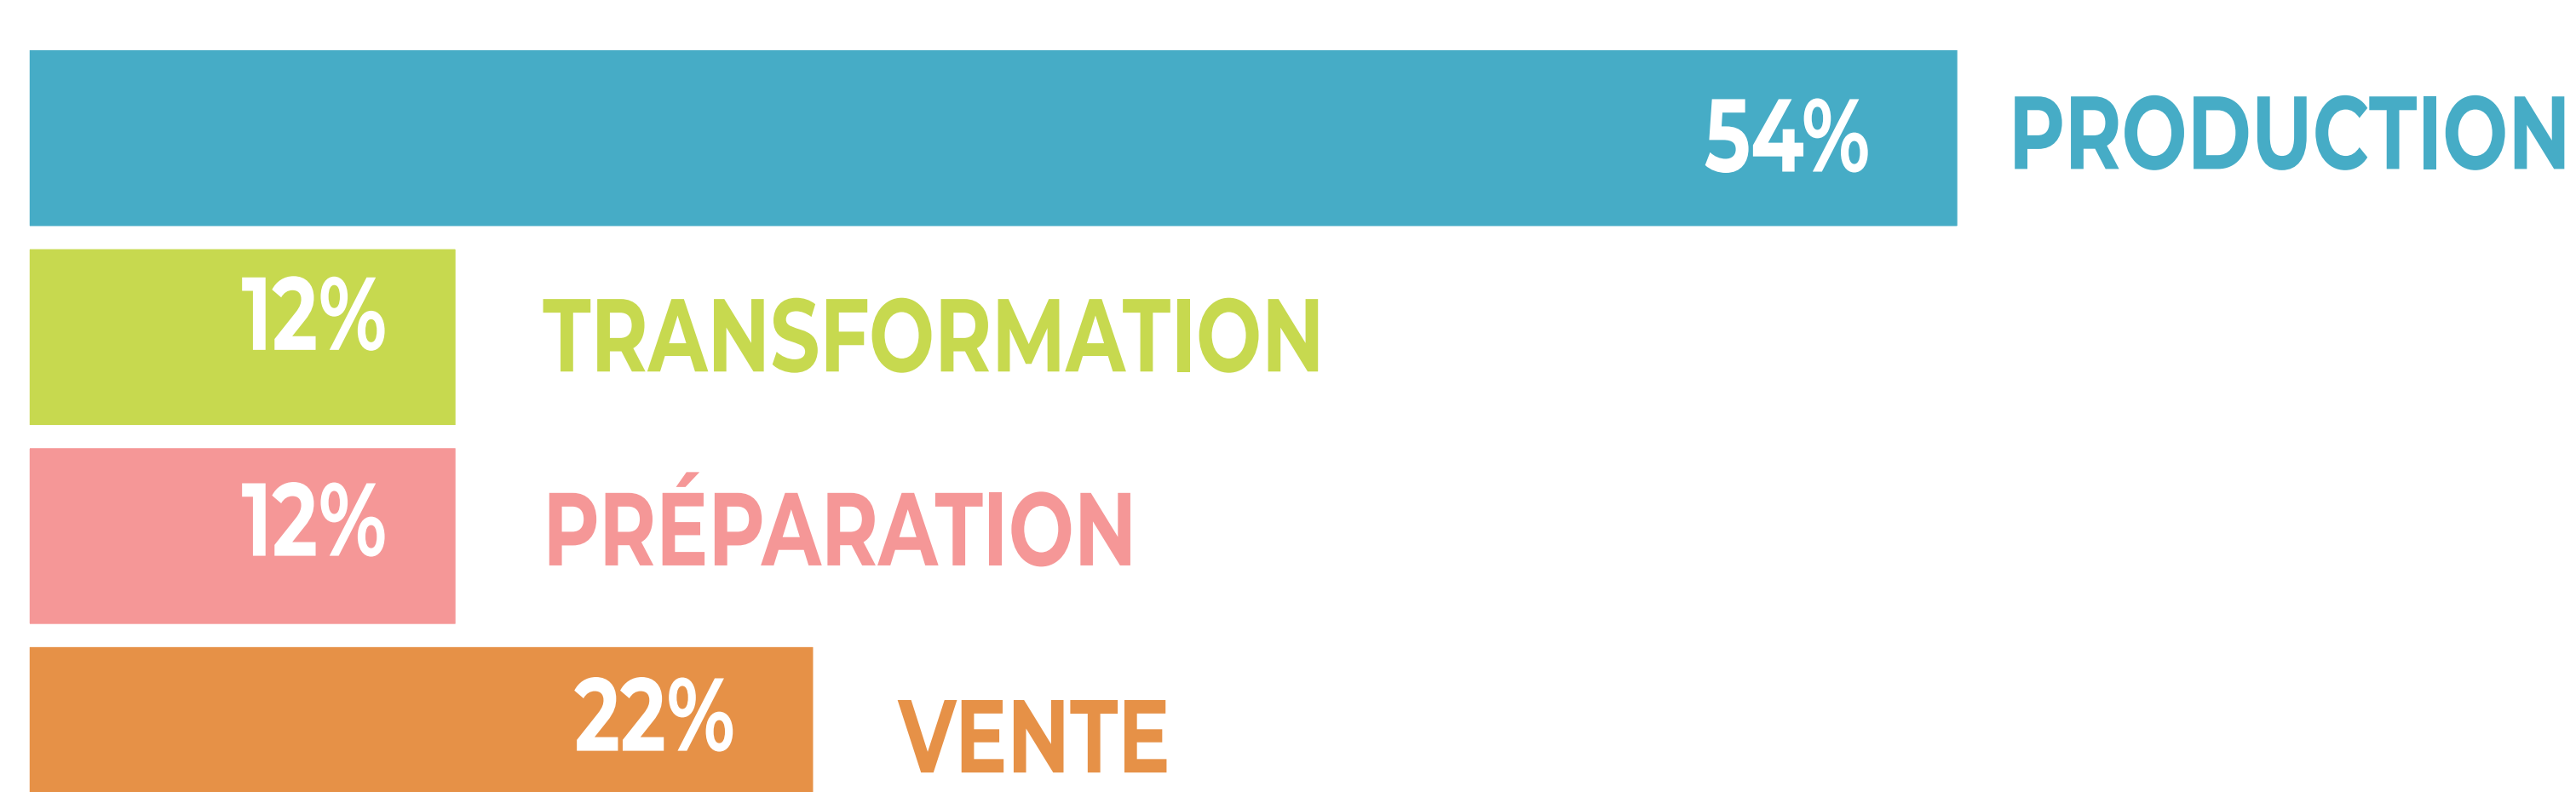 54% PRODUCTION
12% TRANSFORMATION
12% PRÉPARATION
22% VENTE